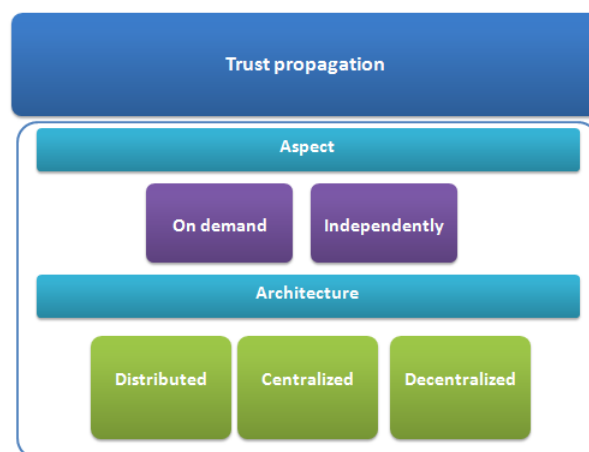 Trust propagation
Aspect
On demand
Independently
Architecture
Distributed
Centralized
Decentralized